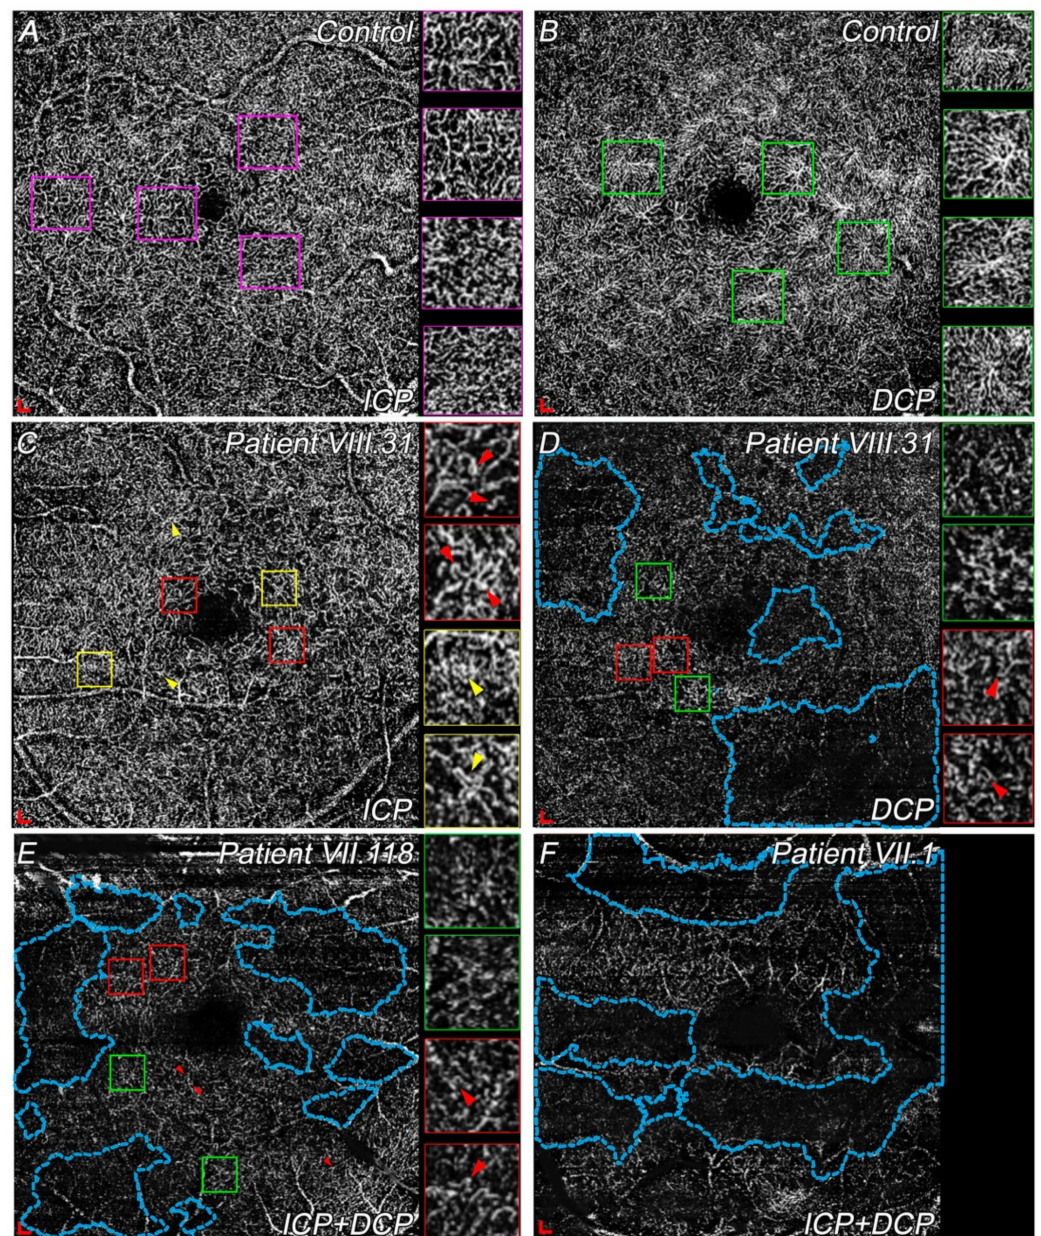 A Control
ICP
B Control
DCP
C Patient VIII.31
ICP
D Patient VIII.31
DCP
E Patient VII.118
ICP+DCP
F Patient VII.1
ICP+DCP